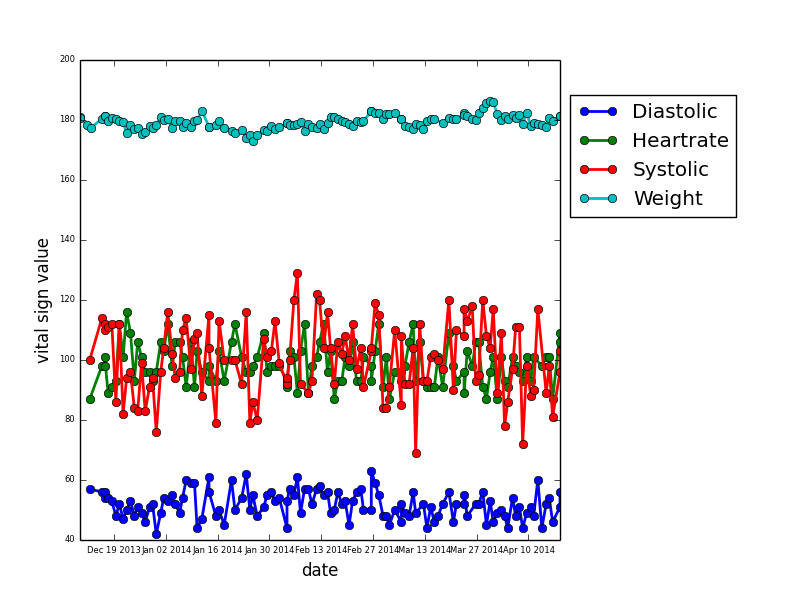 200
180
160
140
120
100
80
60
40
vital sign value
Dec 19 2013 Jan 02 2014 Jan 16 2014 Jan 30 2014 Feb 13 2014 Feb 27 2014 Mar 13 2014 Mar 27 2014 Apr 10 2014
date
Diastolic
Heartrate
Systolic
Weight